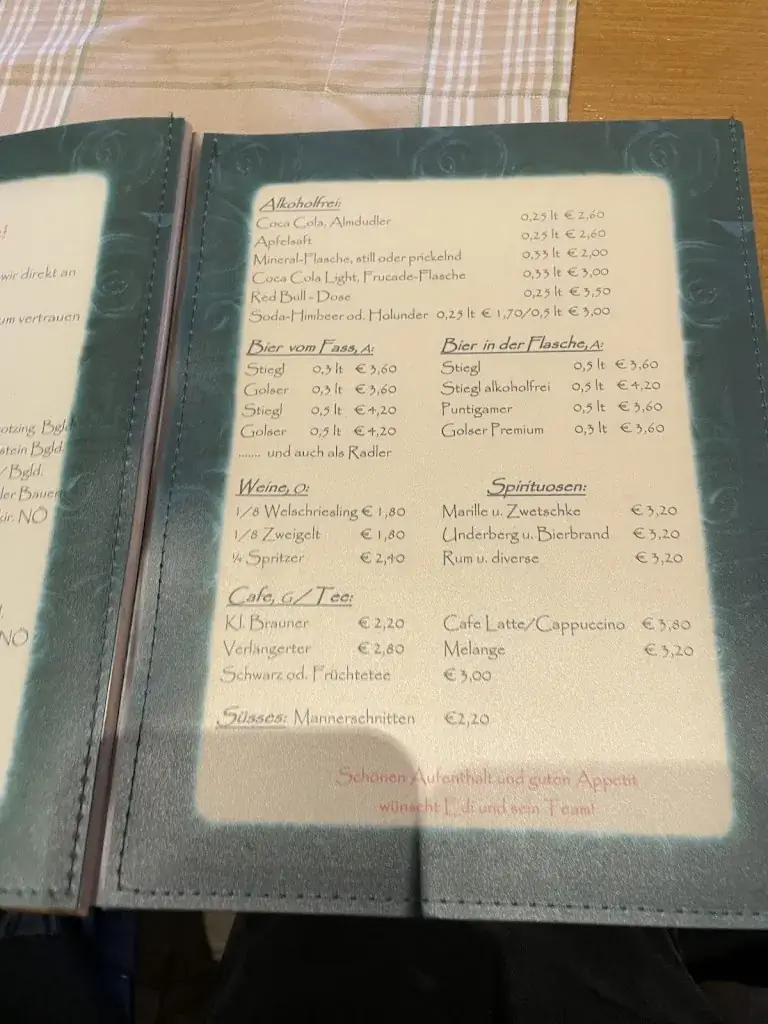 wir direkt an
um vertrauen
Bgld.
stein Bgld.
/ Bgld.
ler Bauer
NÖ
NÖ
Alkoholfrei:
Coca Cola, Almdudler 0,25 lt € 2,60
Apfelsaft 0,25 lt € 2,60
Mineral-Flasche, still oder prickelnd 0,33 lt € 2,00
Coca Cola Light, Frucade-Flasche 0,33 lt € 3,00
Red Bull - Dose 0,25 lt € 3,50
Soda-Himbeer od. Holunder 0,25 lt € 1,70/0,5 lt € 3,00
Bier vom Fass, A: Bier in der Flasche, A:
Stiegl 0,3 lt € 3,60 Stiegl 0,5 lt € 3,60
Golser 0,3 lt € 3,60 Stiegl alkoholfrei 0,5 lt € 4,20
Stiegl 0,5 lt € 4,20 Puntigamer 0,5 lt € 3,60
Golser 0,5 lt € 4,20 Golser Premium 0,3 lt € 3,60
....... und auch als Radler
Weine, O: Spirituosen:
1/8 Welschriesling € 1,80 Marille u. Zwetschke € 3,20
1/8 Zweigelt € 1,80 Underberg u. Bierbrand € 3,20
¼ Spritzer € 2,40 Rum u. diverse € 3,20
Cafe, G / Tee:
Kl. Brauner € 2,20 Cafe Latte/Cappuccino € 3,80
Verlängerter € 2,80 Melange € 3,20
Schwarz od. Früchtetee € 3,00
Süsses: Mannerschnitten €2,20
Schönen Aufenthalt und guten Appetit
wünscht Edi und sein Team!